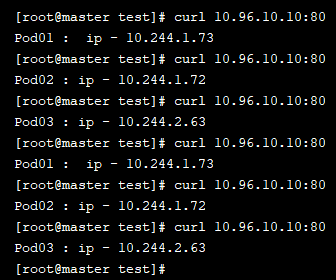 [root@master test]# curl 10.96.10.10:80
Pod01 :  ip - 10.244.1.73
[root@master test]# curl 10.96.10.10:80
Pod02 : ip - 10.244.1.72
[root@master test]# curl 10.96.10.10:80
Pod03 : ip - 10.244.2.63
[root@master test]# curl 10.96.10.10:80
Pod01 :  ip - 10.244.1.73
[root@master test]# curl 10.96.10.10:80
Pod02 : ip - 10.244.1.72
[root@master test]# curl 10.96.10.10:80
Pod03 : ip - 10.244.2.63
[root@master test]#